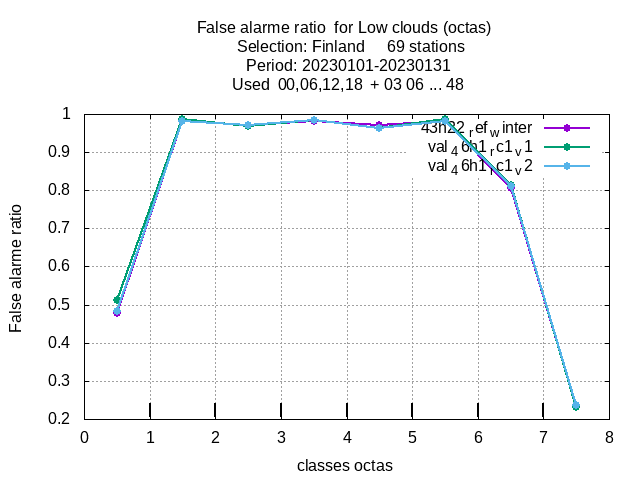 False alarme ratio  for Low clouds (octas)
Selection: Finland     69 stations
Period: 20230101-20230131
Used  00,06,12,18  + 03 06 ... 48
1
0.9
0.8
0.7
0.6
0.5
0.4
0.3
0.2
False alarme ratio
43h22_ref_winter
val_46h1_rc1_v1
val_46h1_rc1_v2
0 1 2 3 4 5 6 7 8
classes octas